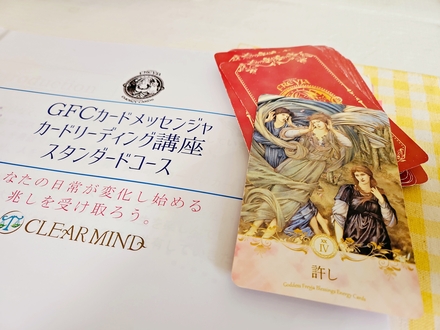 GFCカードメッセンジャ
カードリーディング講座
スタンダードコース
なたの日常が変化し始める
兆しを受け取ろう。
CLEARMIND
IV
許し